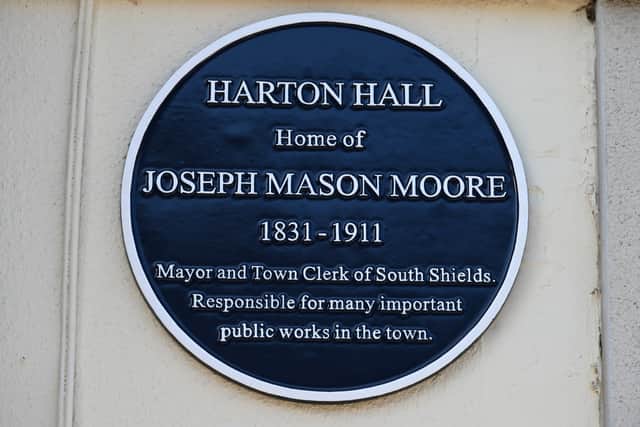 HARTON HALL
Home of
JOSEPH MASON MOORE
1831-1911
Mayor and Town Clerk of South Shields.
Responsible for many important
public works in the town.